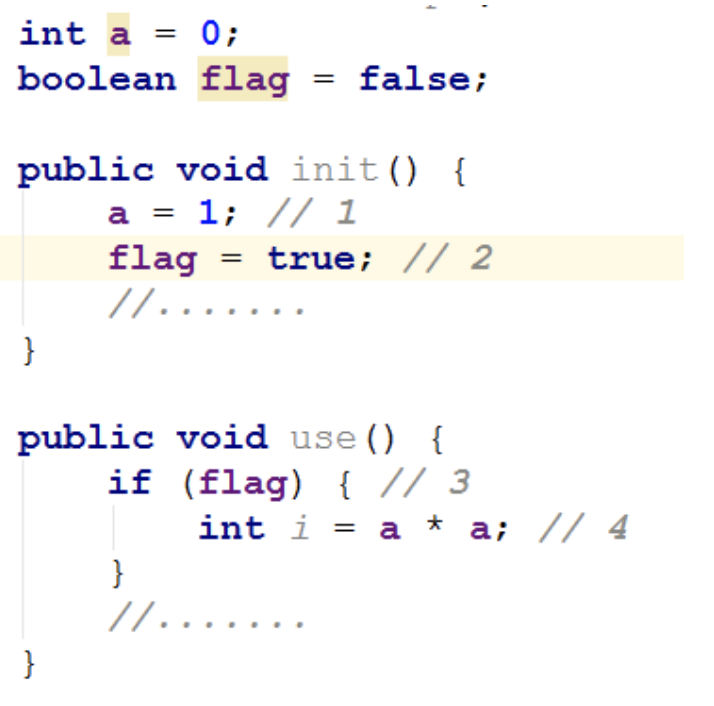 int a = 0;
boolean flag = false;
public void init() {
a = 1; // 1
flag = true; // 2
//.......
}
public void use() {
if (flag) { // 3
int i = a * a; // 4
}
//.......
}